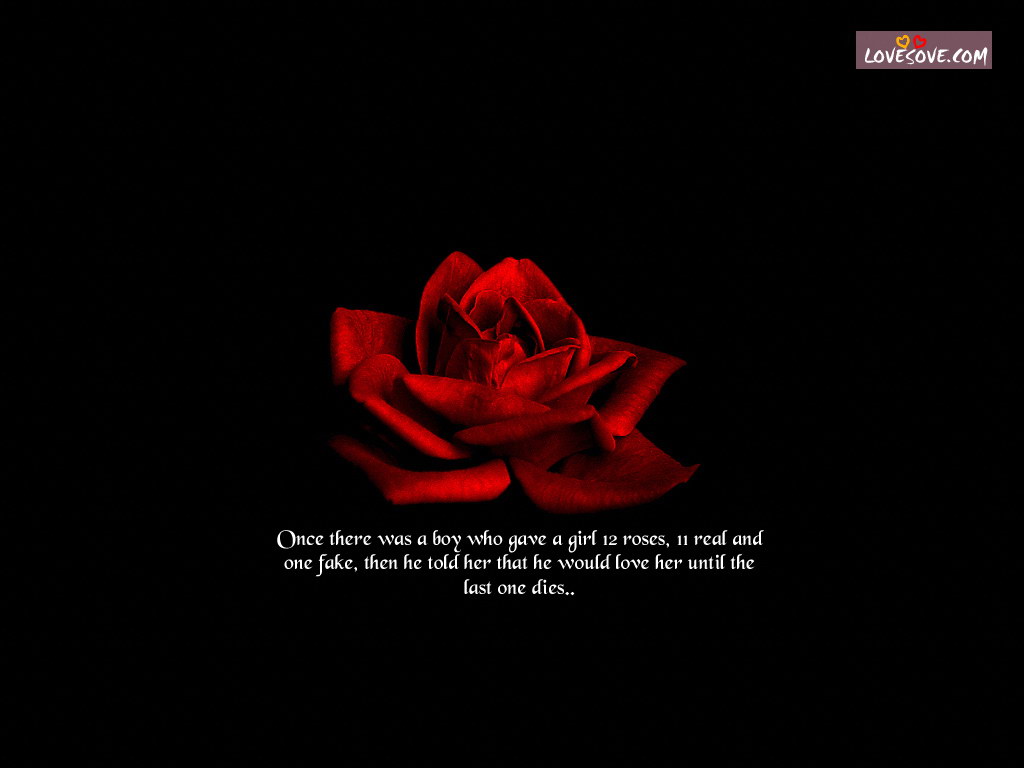 LOVESOVE.COM
Once there was a boy who gave a girl 12 roses, 11 real and
one fake, then he told her that he would love her until the
last one dies..